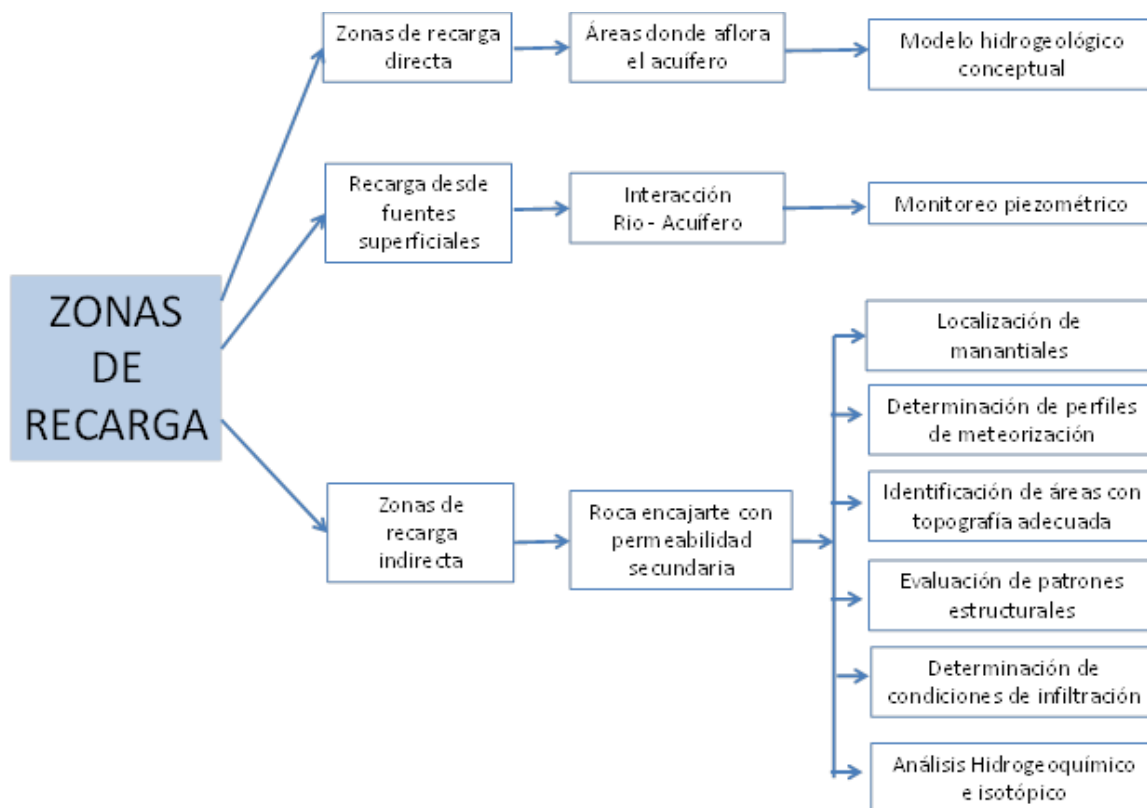 Zonas de recarga
directa
Áreas donde aflora
el acuífero
Modelo hidrogeológico
conceptual
Recarga desde
fuentes
superficiales
Interacción
Rio - Acuífero
Monitoreo piezométrico
ZONAS
DE
RECARGA
Zonas de
recarga
indirecta
Roca encajarte con
permeabilidad
secundaria
Localización de
manantiales
Determinación de perfiles
de meteorización
Identificación de áreas con
topografía adecuada
Evaluación de patrones
estructurales
Determinación de
condiciones de infiltración
Análisis Hidrogeoquímico
e isotópico